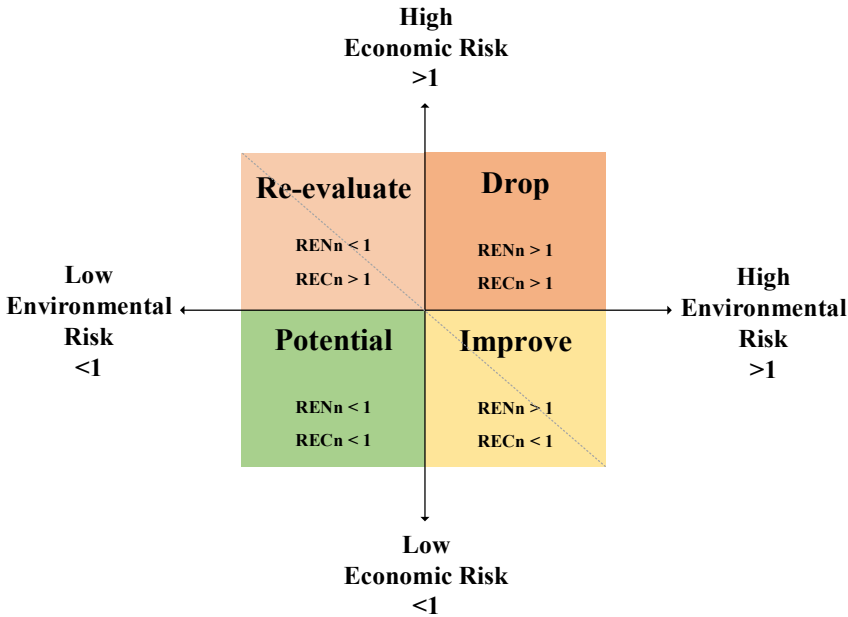 High
Economic Risk
>1
Re-evaluate
RENn < 1
RECn > 1
Drop
RENn > 1
RECn > 1
Low
Environmental
Risk
<1
High
Environmental
Risk
>1
Potential
RENn < 1
RECn < 1
Improve
RENn > 1
RECn < 1
Low
Economic Risk
<1